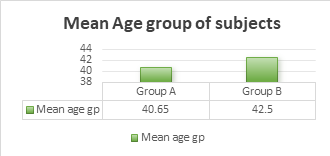 Mean Age group of subjects
44
42
40
38
Group A Group B
Mean age gp 40.65 42.5
Mean age gp